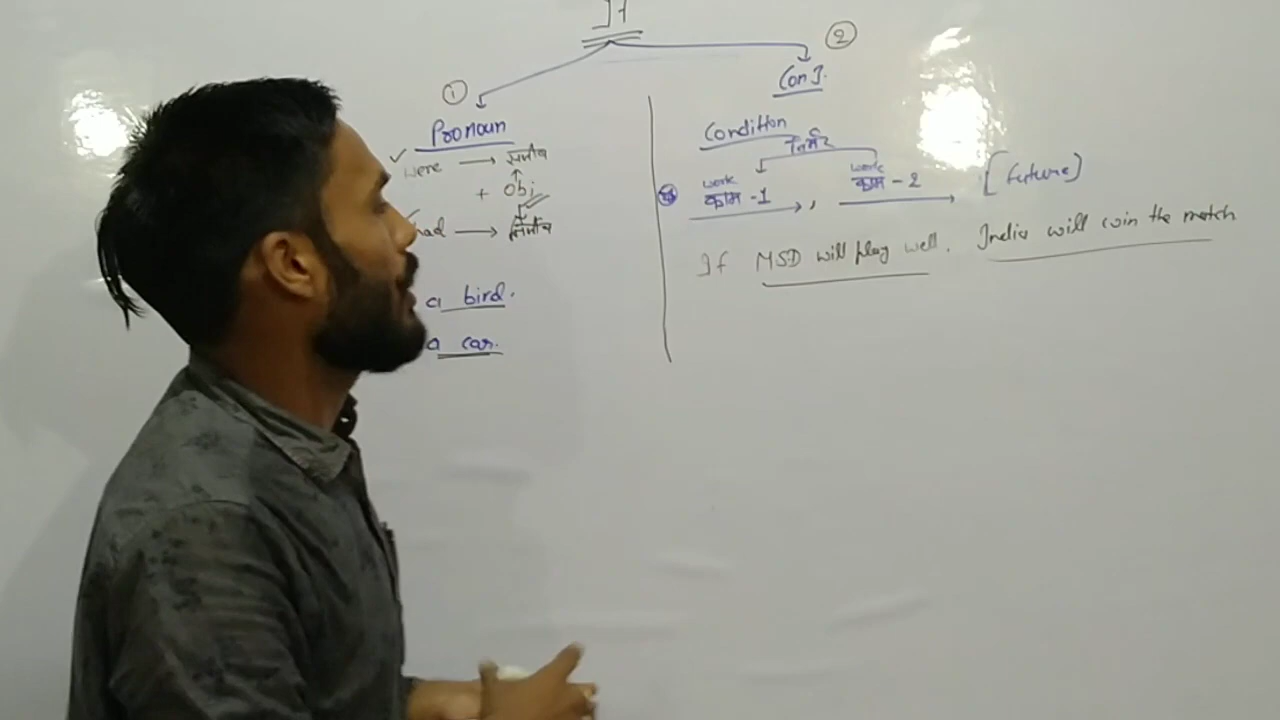 If
① ②
Pronoun
were → सजीव
+ Obj
had → निर्जीव
a bird.
a car.
Conj.
Condition
निर्भर
work work
काम -1 , काम - 2 [future]
If MSD will play well. India will win the match